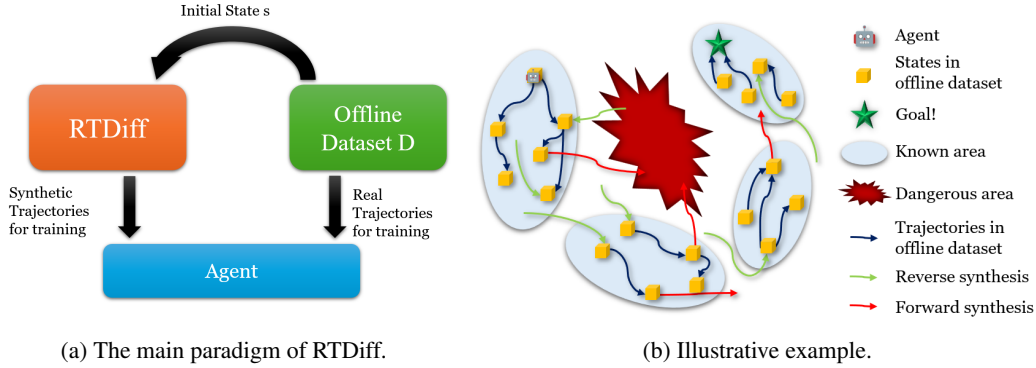 Initial State s
RTDiff
Offline
Dataset D
Synthetic
Trajectories
for training
Real
Trajectories
for training
Agent
(a) The main paradigm of RTDiff.
Agent
States in
offline dataset
Goal!
Known area
Dangerous area
Trajectories in
offline dataset
Reverse synthesis
Forward synthesis
(b) Illustrative example.